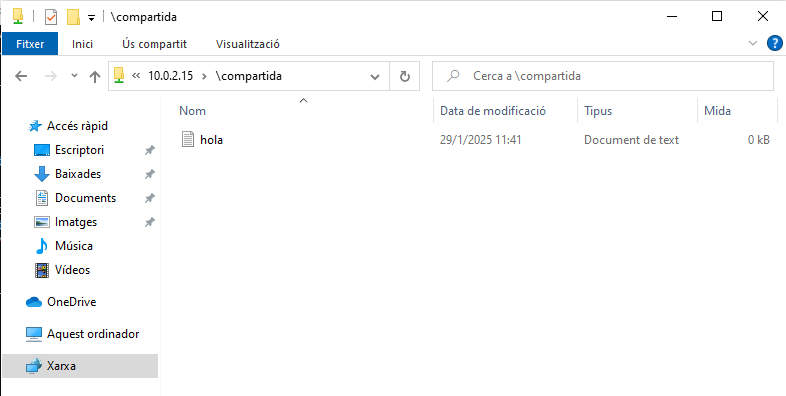 \compartida
Fitxer Inici Ús compartit Visualització
10.0.2.15 \compartida Cerca a \compartida
Nom Data de modificació Tipus Mida
Accés ràpid
hola 29/1/2025 11:41 Document de text 0 kB
Escriptori
Baixades
Documents
Imatges
Música
Vídeos
OneDrive
Aquest ordinador
Xarxa